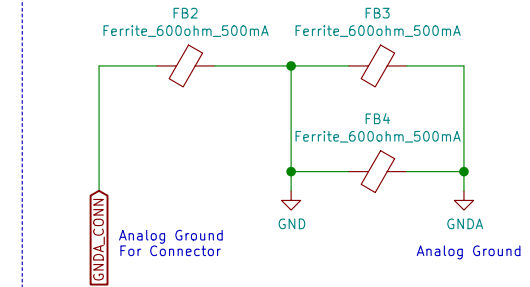 FB2
Ferrite_600ohm_500mA
FB3
Ferrite_600ohm_500mA
FB4
Ferrite_600ohm_500mA
GNDA_CONN
Analog Ground
For Connector
GND
GNDA
Analog Ground